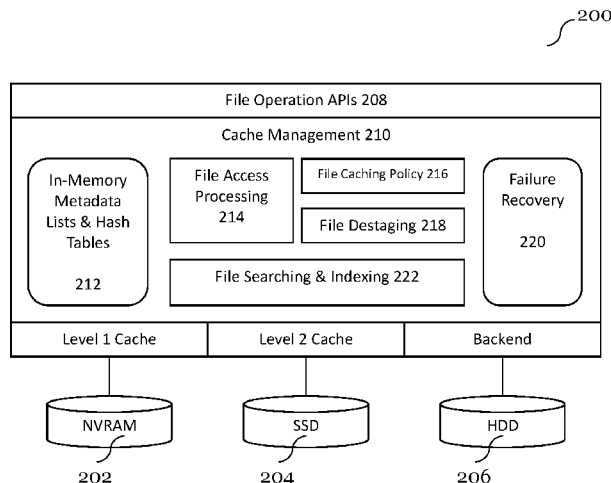 200
File Operation APIs 208
Cache Management 210
In-Memory
Metadata
Lists & Hash
Tables
212
File Access
Processing
214
File Caching Policy 216
File Destaging 218
File Searching & Indexing 222
Failure
Recovery
220
Level 1 Cache
Level 2 Cache
Backend
NVRAM
SSD
HDD
202
204
206